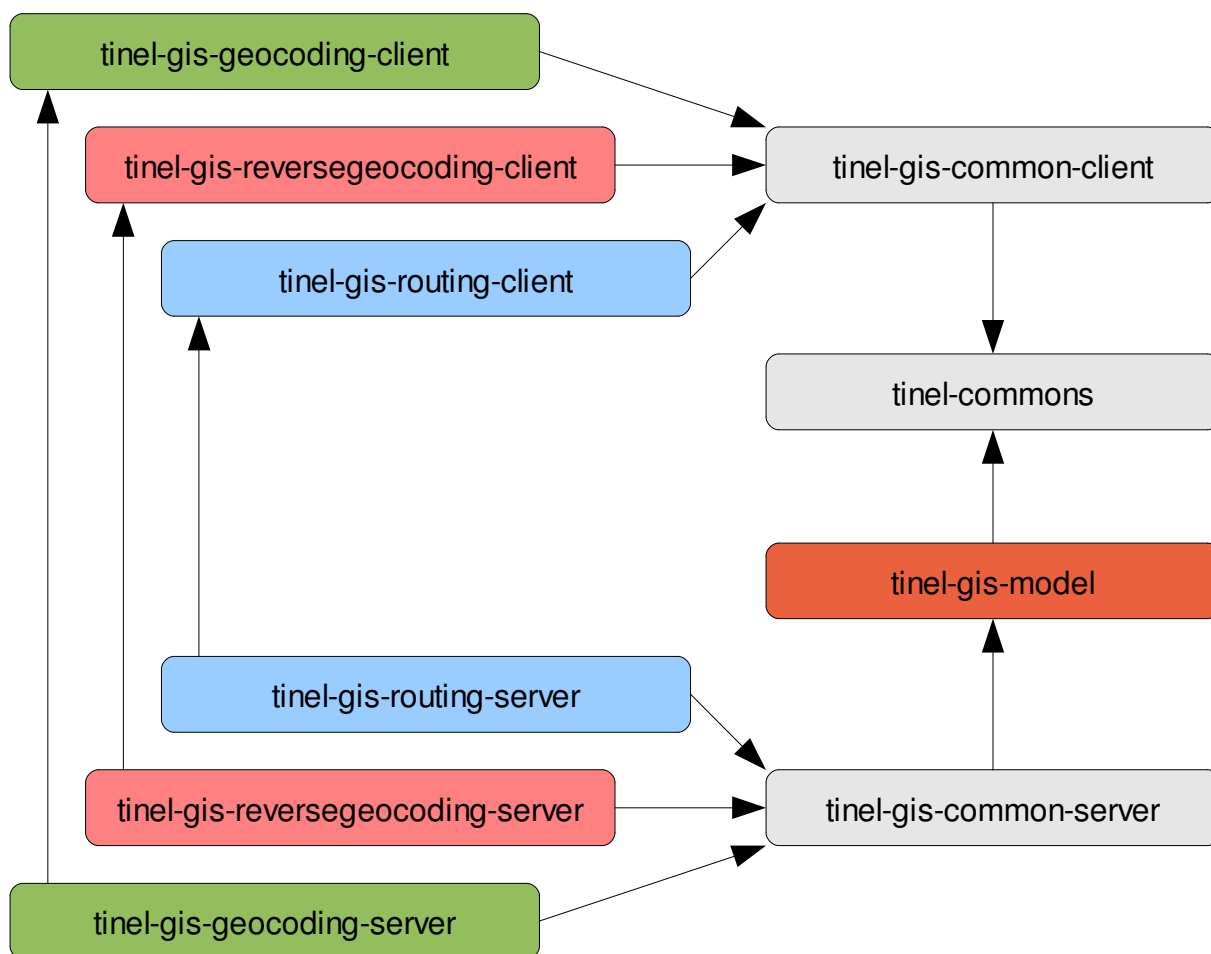 tinel-gis-geocoding-client
tinel-gis-reversegeocoding-client
tinel-gis-common-client
tinel-gis-routing-client
tinel-commons
tinel-gis-model
tinel-gis-routing-server
tinel-gis-reversegeocoding-server
tinel-gis-common-server
tinel-gis-geocoding-server